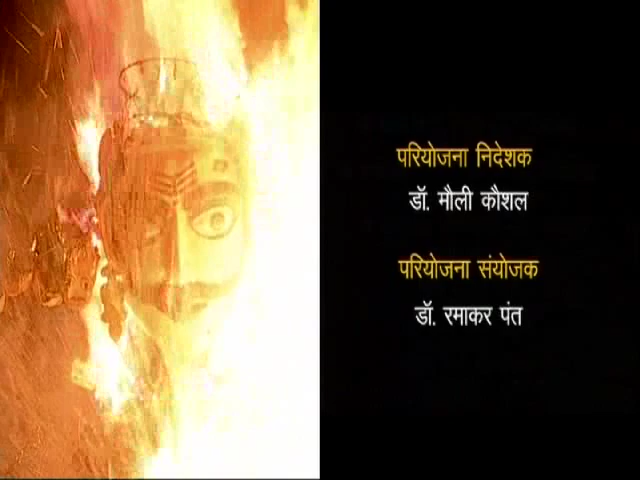 परियोजना निदेशक
डॉ. मौली कौशल
परियोजना संयोजक
डॉ. रमाकर पंत